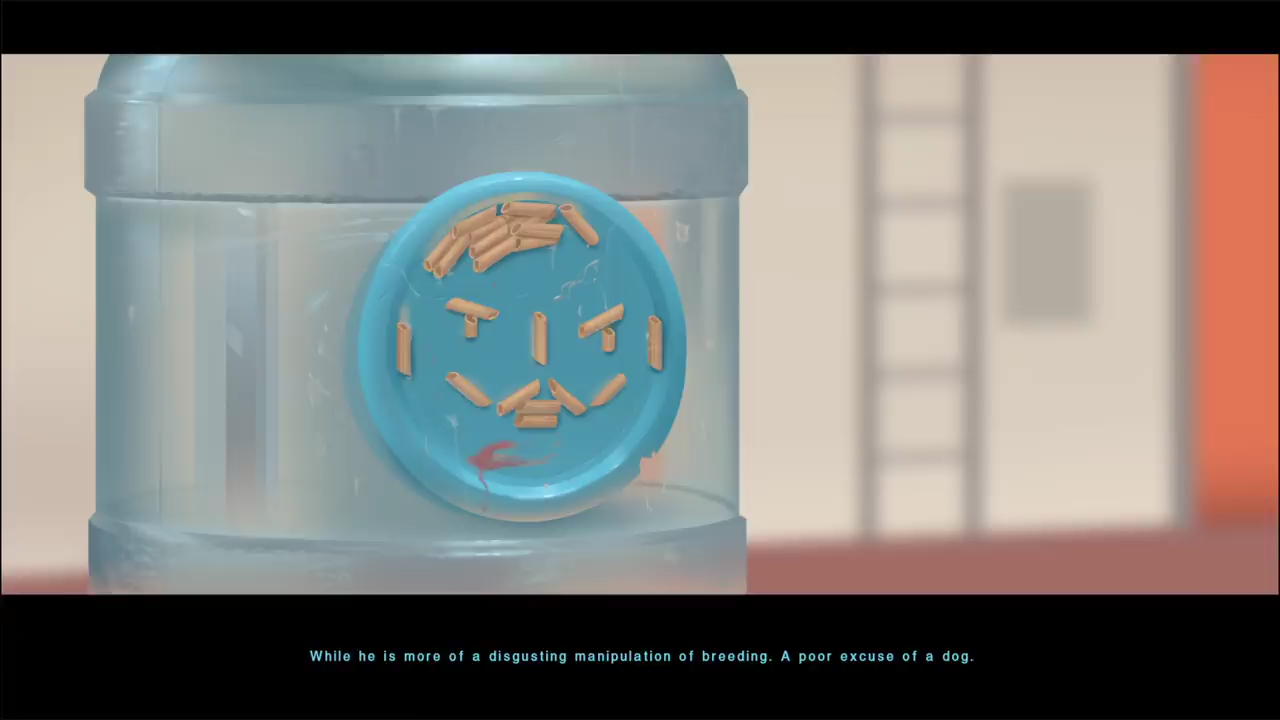 While he is more of a disgusting manipulation of breeding. A poor excuse of a dog.